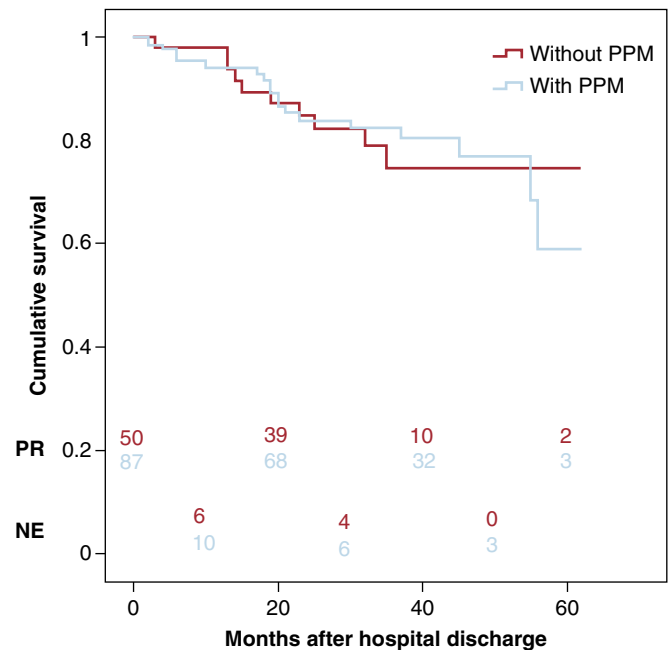 1
Without PPM
With PPM
0.8
0.6
Cumulative survival
0.4
50 39 10 2
PR 0.2
87 68 32 3
6 4 0
NE
10 6 3
0
0 20 40 60
Months after hospital discharge